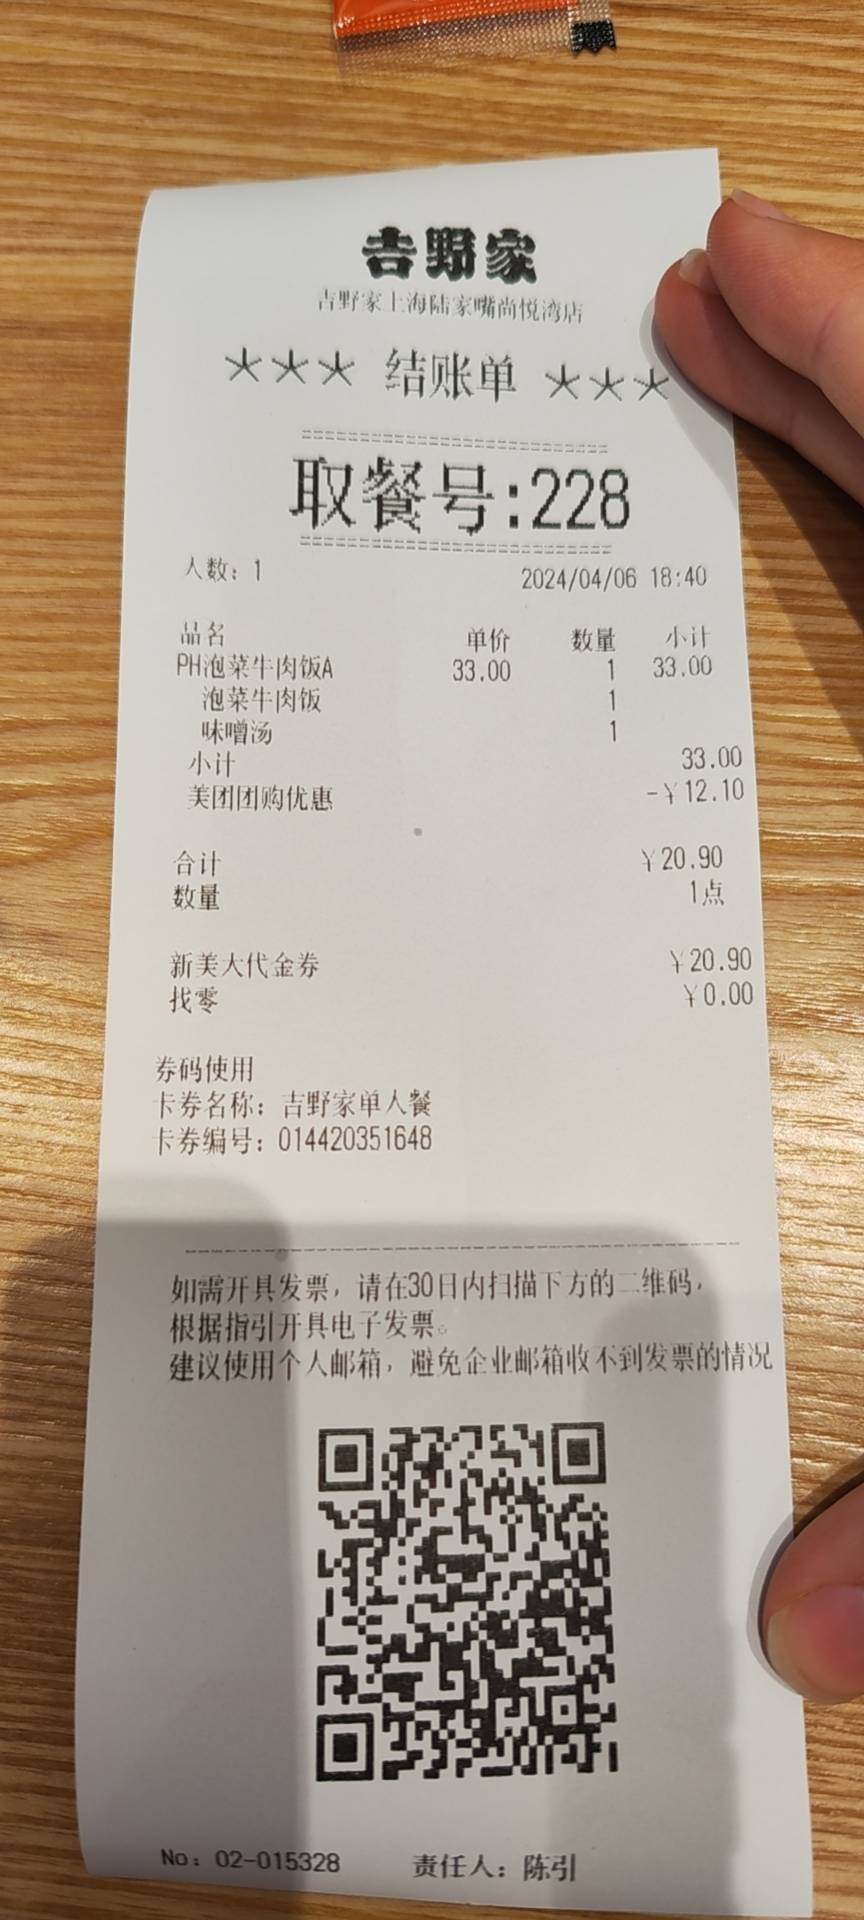 吉野家
吉野家上海陆家嘴尚悦湾店
*** 结账单 ***
取餐号:228
人数: 1 2024/04/06 18:40
品名 单价 数量 小计
PH泡菜牛肉饭A 33.00 1 33.00
泡菜牛肉饭 1
味噌汤 1
小计 33.00
美团团购优惠 -￥12.10
合计 ￥20.90
数量 1点
新美大代金券 ￥20.90
找零 ￥0.00
券码使用
卡券名称: 吉野家单人餐
卡券编号: 014420351648
如需开具发票, 请在30日内扫描下方的二维码,
根据指引开具电子发票。
建议使用个人邮箱, 避免企业邮箱收不到发票的情况
No: 02-015328 责任人: 陈引